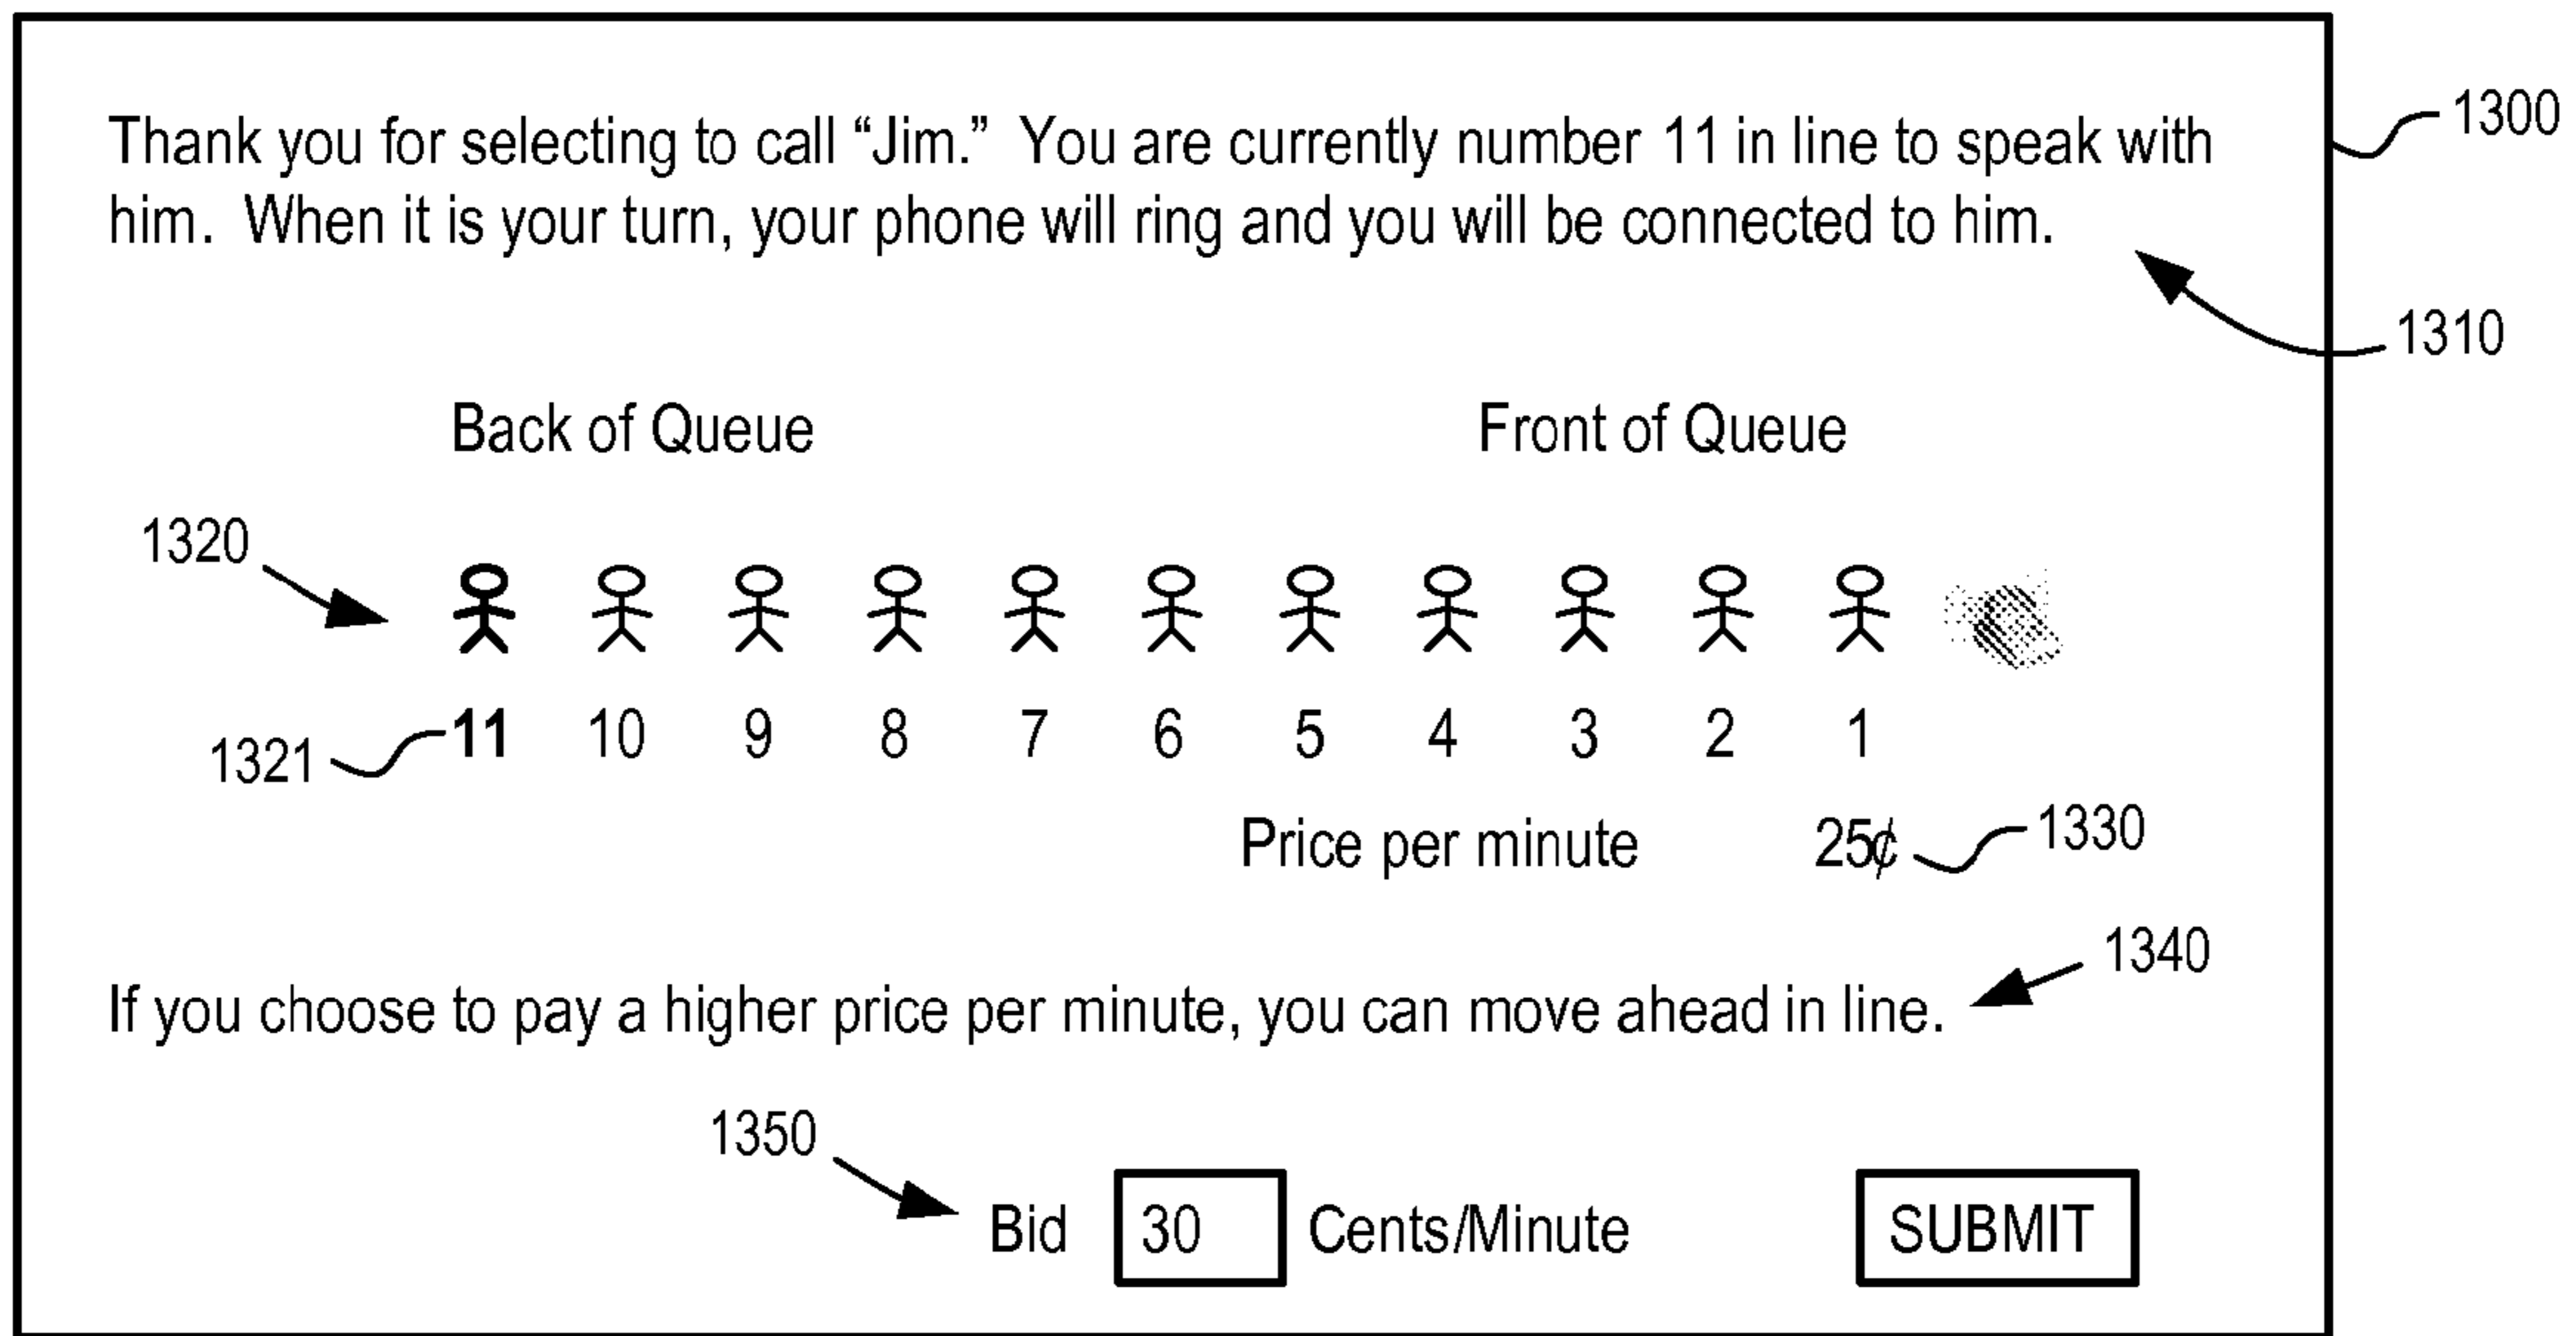 Thank you for selecting to call “Jim.” You are currently number 11 in line to speak with
1300
him. When it is your turn, your phone will ring and you will be connected to him.
1310
Back of Queue Front of Queue
1320
11 10 9 8 7 6 5 4 3 2 1
1321
Price per minute 25¢ 1330
1340
If you choose to pay a higher price per minute, you can move ahead in line.
1350
Bid 30 Cents/Minute SUBMIT